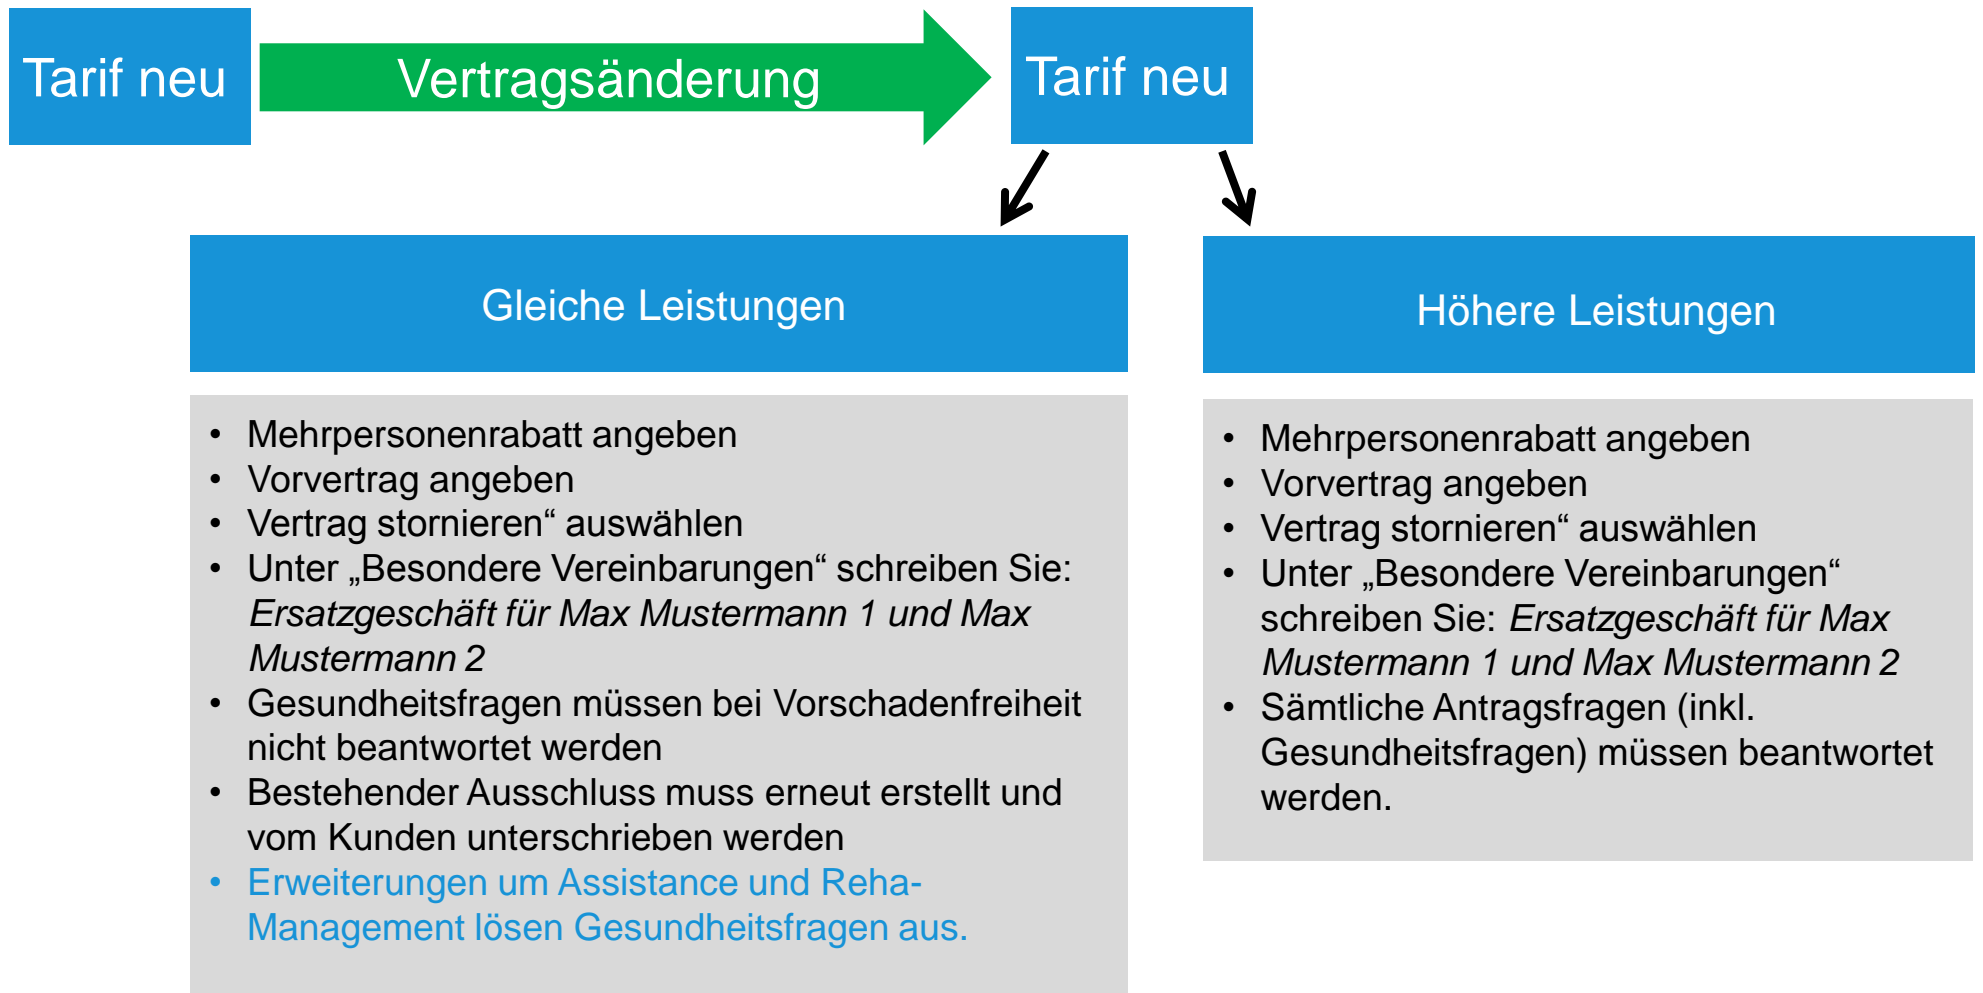 Tarif neu
Vertragsänderung
Tarif neu
Gleiche Leistungen
• Mehrpersonenrabatt angeben
• Vorvertrag angeben
• Vertrag stornieren“ auswählen
• Unter „Besondere Vereinbarungen“ schreiben Sie:
Ersatzgeschäft für Max Mustermann 1 und Max
Mustermann 2
• Gesundheitsfragen müssen bei Vorschadenfreiheit
nicht beantwortet werden
• Bestehender Ausschluss muss erneut erstellt und
vom Kunden unterschrieben werden
• Erweiterungen um Assistance und Reha-
Management lösen Gesundheitsfragen aus.
Höhere Leistungen
• Mehrpersonenrabatt angeben
• Vorvertrag angeben
• Vertrag stornieren“ auswählen
• Unter „Besondere Vereinbarungen“
schreiben Sie: Ersatzgeschäft für Max
Mustermann 1 und Max Mustermann 2
• Sämtliche Antragsfragen (inkl.
Gesundheitsfragen) müssen beantwortet
werden.